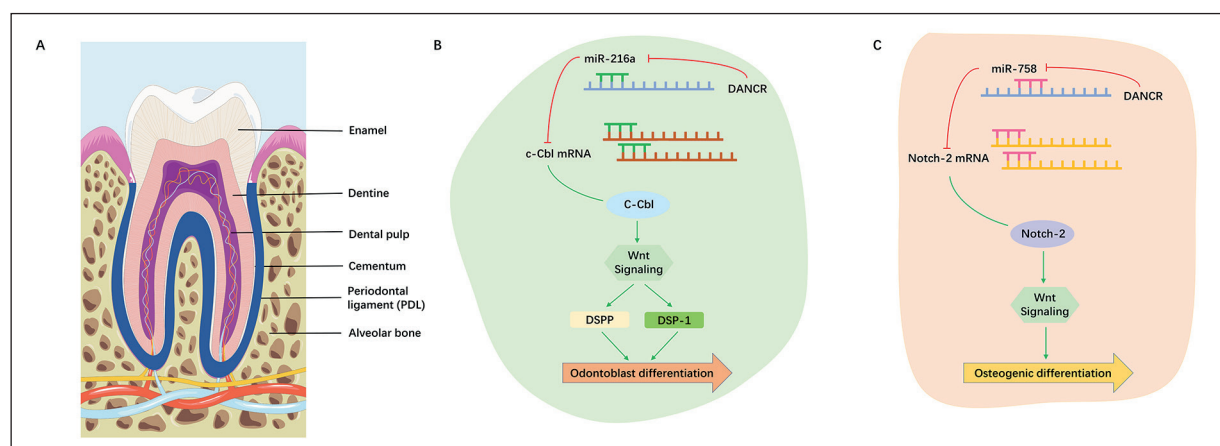 A
Enamel
Dentine
Dental pulp
Cementum
Periodontal
ligament (PDL)
Alveolar bone
B
miR-216a
DANCR
c-Cbl mRNA
C-Cbl
Wnt
Signaling
DSPP
DSP-1
Odontoblast differentiation
C
miR-758
DANCR
Notch-2 mRNA
Notch-2
Wnt
Signaling
Osteogenic differentiation